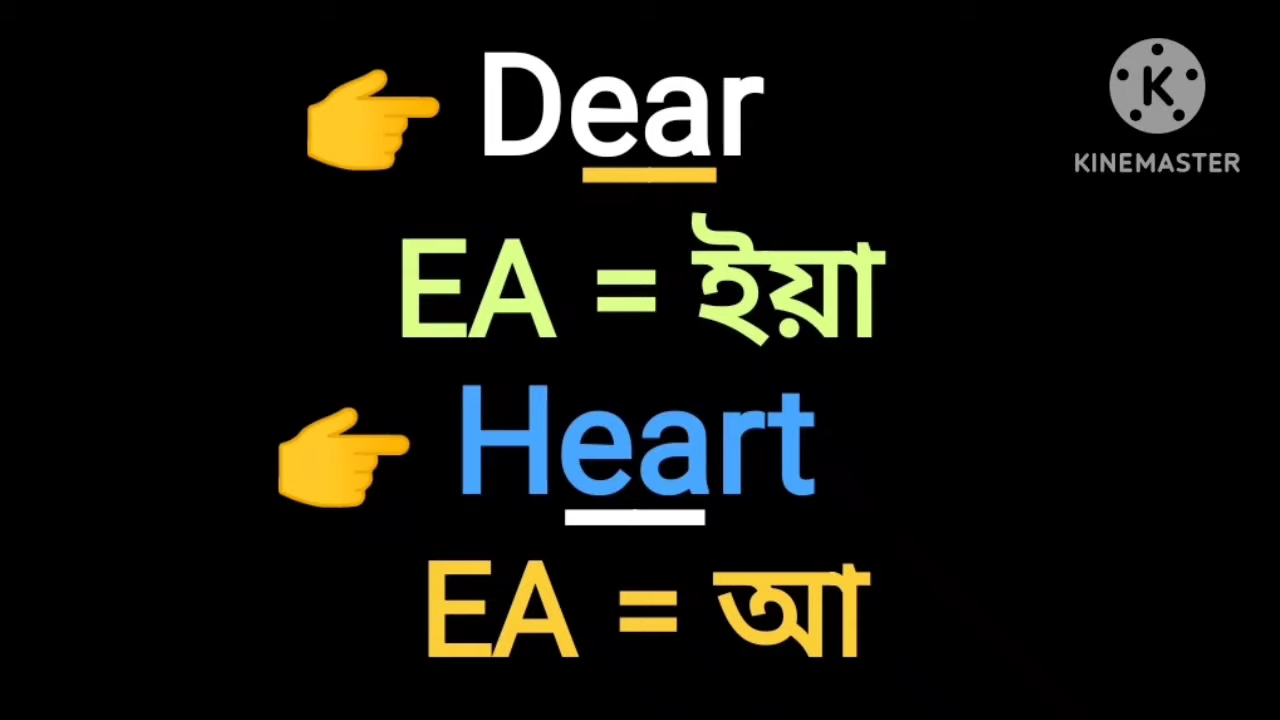 👉 Dear
EA = ইয়া
👉 Heart
EA = আ
K
KINEMASTER